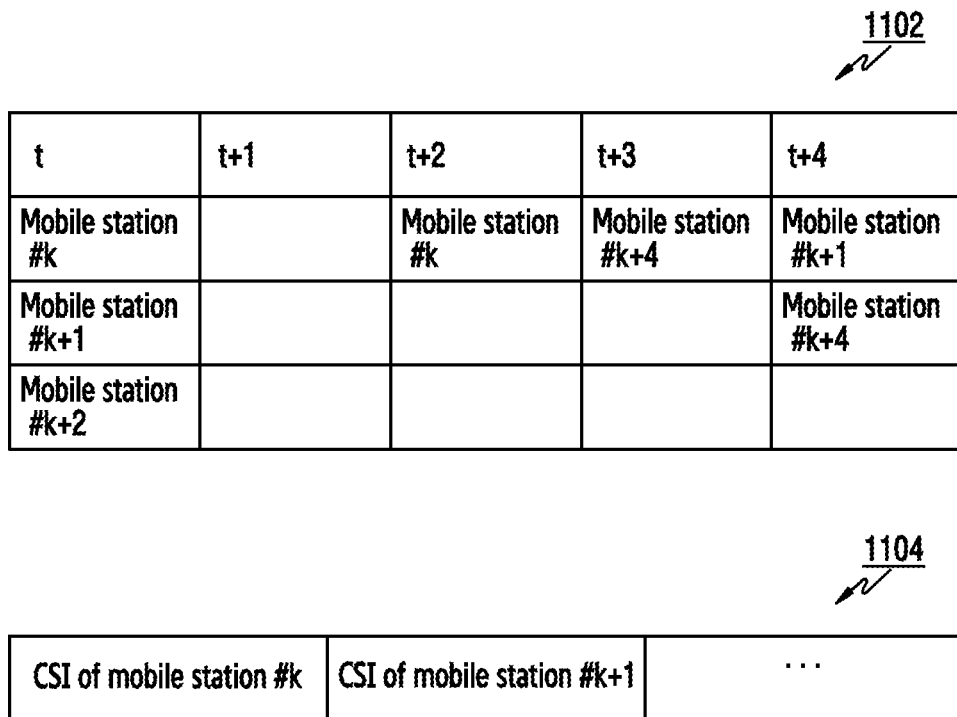 1102
t t+1 t+2 t+3 t+4
Mobile station Mobile station Mobile station Mobile station
#k #k #k+4 #k+1
Mobile station Mobile station
#k+1 #k+4
Mobile station
#k+2
1104
CSI of mobile station #k CSI of mobile station #k+1 ...